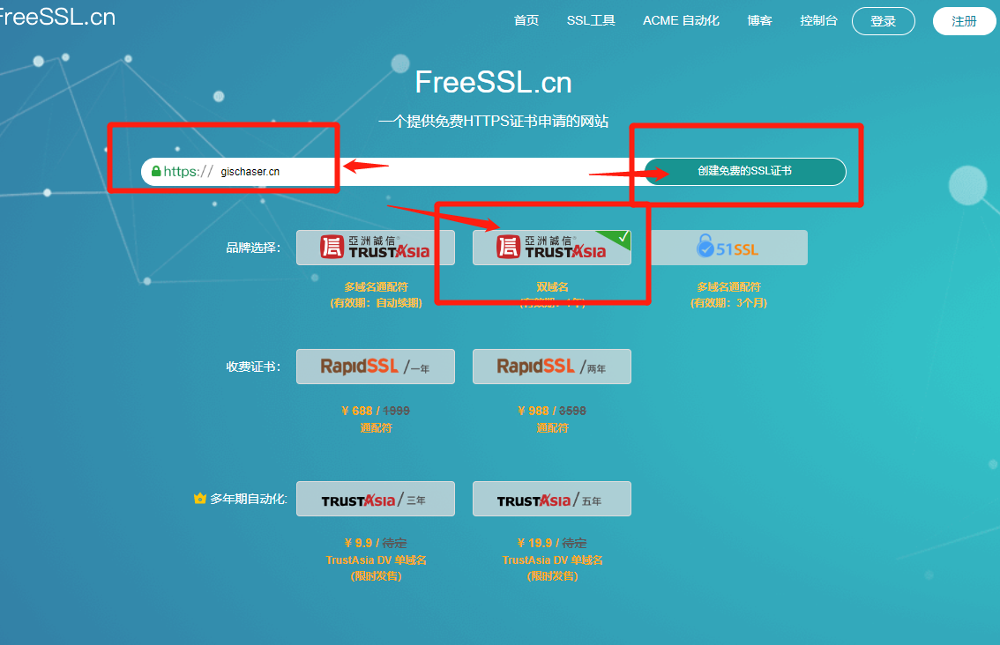 FreeSSL.cn
首页 SSL工具 ACME 自动化 博客 控制台 登录 注册
FreeSSL.cn
一个提供免费HTTPS证书申请的网站
https:// gischaser.cn 创建免费的SSL证书
品牌选择: 亞洲誠信® TRUSTAsia 亞洲誠信® TRUSTAsia 51SSL
多域名通配符 双域名 多域名通配符
(有效期：自动续期) (有效期：1年) (有效期：3个月)
收费证书: RapidSSL /一年 RapidSSL /两年
¥ 688 / 1999 ¥ 988 / 3598
通配符 通配符
多年期自动化: TRUSTAsia / 三年 TRUSTAsia / 五年
¥ 9.9 / 待定 ¥ 19.9 / 待定
TrustAsia DV 单域名 TrustAsia DV 单域名
(限时发售) (限时发售)